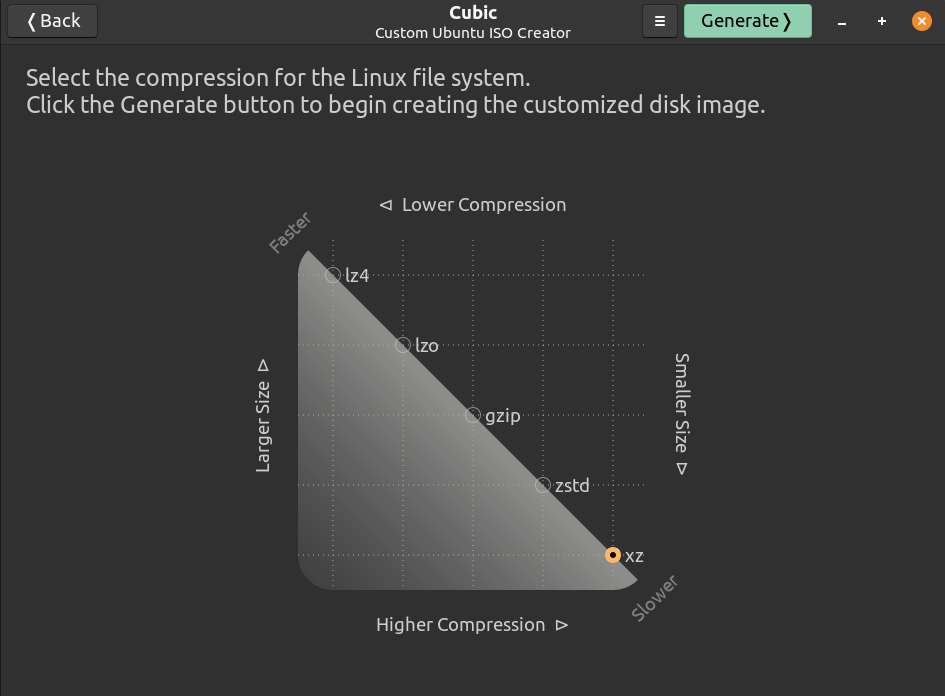 ❬Back
Cubic
Custom Ubuntu ISO Creator
≡
Generate❭
Select the compression for the Linux file system.
Click the Generate button to begin creating the customized disk image.
⊲ Lower Compression
Faster
lz4
lzo
Larger Size ⊳
Smaller Size ⊳
gzip
zstd
xz
Slower
Higher Compression ⊳